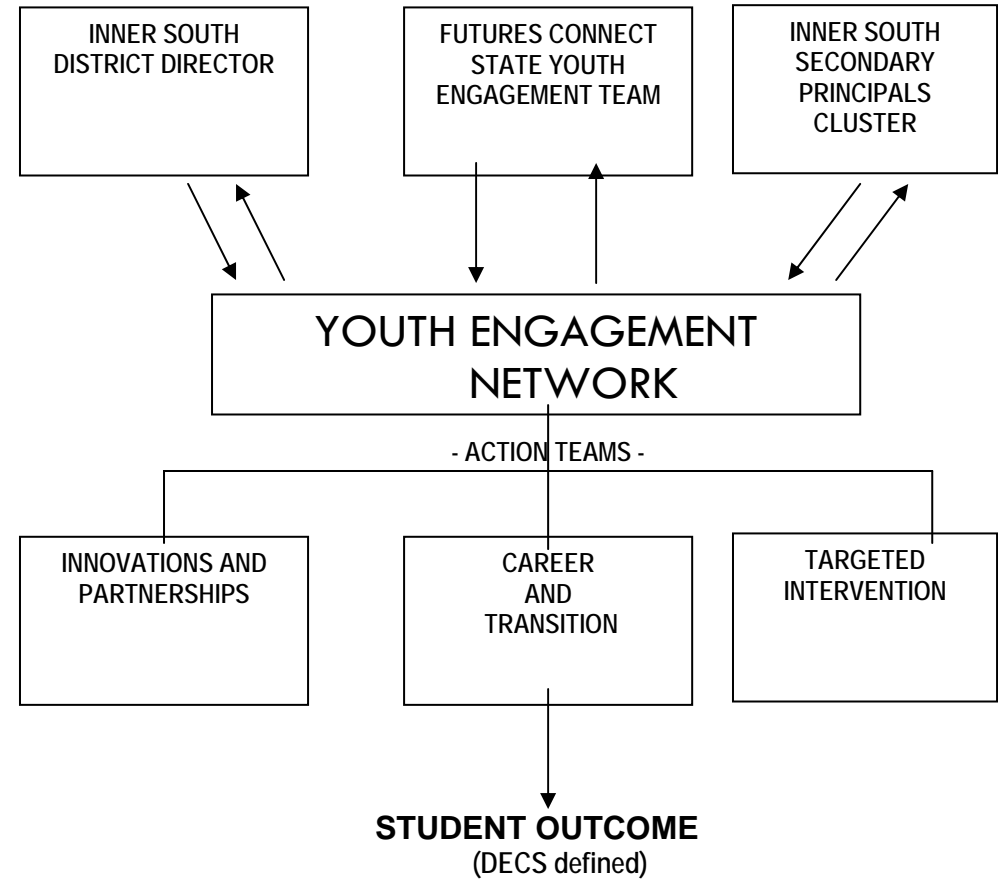 INNER SOUTH
DISTRICT DIRECTOR
FUTURES CONNECT
STATE YOUTH
ENGAGEMENT TEAM
INNER SOUTH
SECONDARY
PRINCIPALS
CLUSTER
YOUTH ENGAGEMENT
NETWORK
- ACTION TEAMS -
INNOVATIONS AND
PARTNERSHIPS
CAREER
AND
TRANSITION
TARGETED
INTERVENTION
STUDENT OUTCOME
(DECS defined)